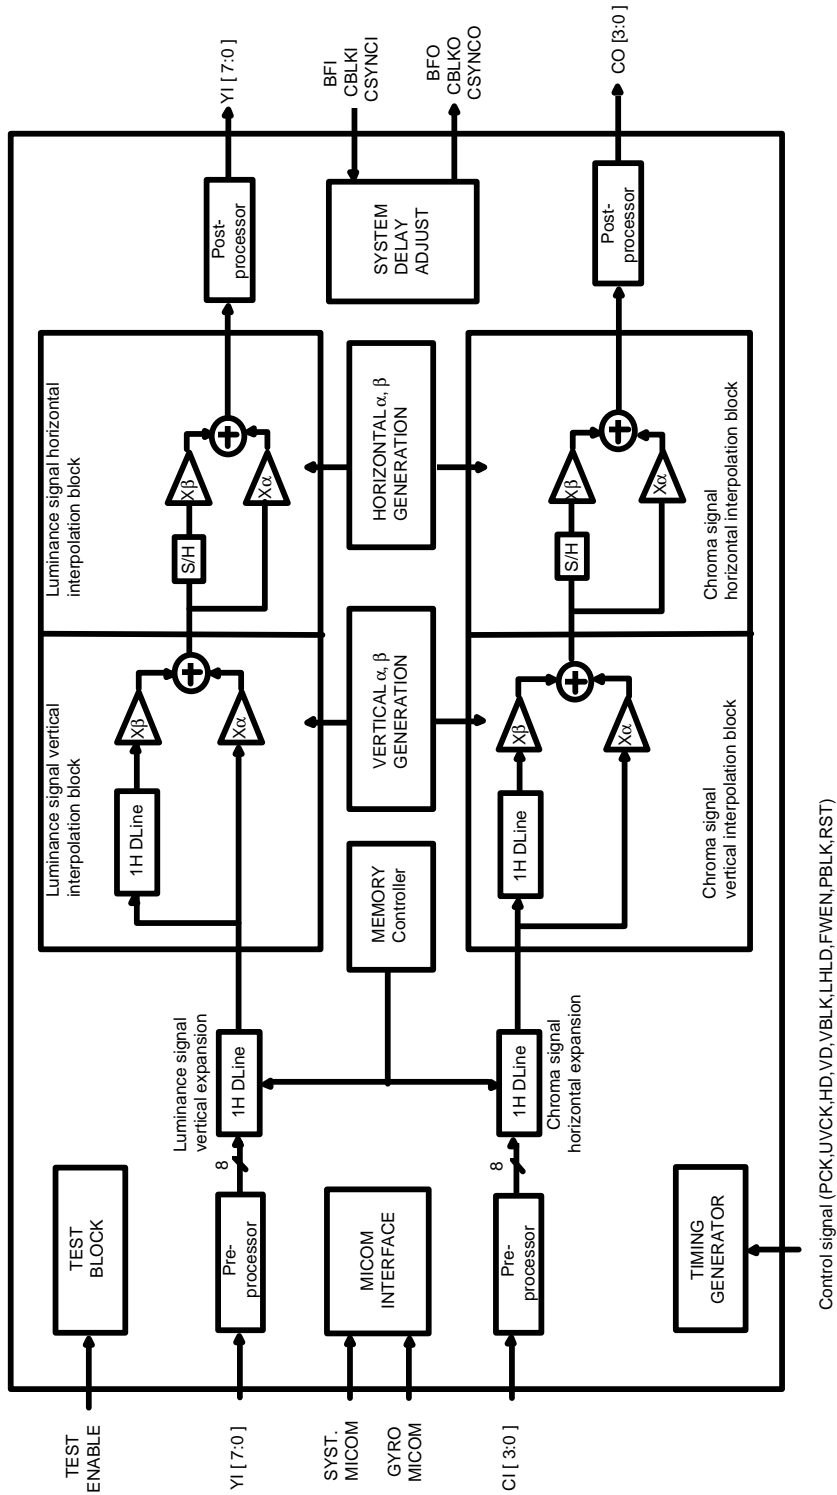 TEST
ENABLE
YI [ 7:0 ]
SYST.
MICOM
GYRO
MICOM
CI [ 3:0 ]
TEST
BLOCK
Pre-
processor
8
MICOM
INTERFACE
Pre-
processor
8
TIMING
GENERATOR
Control signal (PCK,UVCK,HD,VD,VBLK,LHLD,FWEN,PBLK,RST)
Luminance signal
vertical expansion
1H DLine
Chroma signal
horizontal expansion
1H DLine
MEMORY
Controller
Luminance signal vertical
interpolation block
1H DLine
Xβ
Xα
+
VERTICAL α, β
GENERATION
1H DLine
Xβ
Xα
+
Chroma signal
vertical interpolation block
Luminance signal horizontal
interpolation block
S/H
Xβ
Xα
+
HORIZONTAL α, β
GENERATION
S/H
Xβ
Xα
+
Chroma signal
horizontal interpolation block
Post-
processor
YI [ 7:0 ]
SYSTEM
DELAY
ADJUST
BFI
CBLKI
CSYNCI
BFO
CBLKO
CSYNCO
Post-
processor
CO [3:0 ]